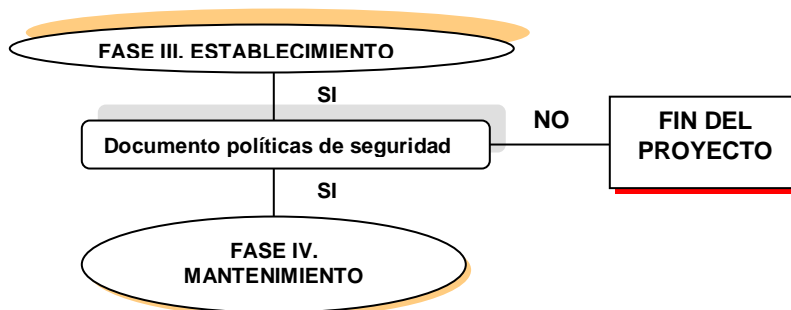 FASE III. ESTABLECIMIENTO
SI
Documento políticas de seguridad
NO
FIN DEL
PROYECTO
SI
FASE IV.
MANTENIMIENTO